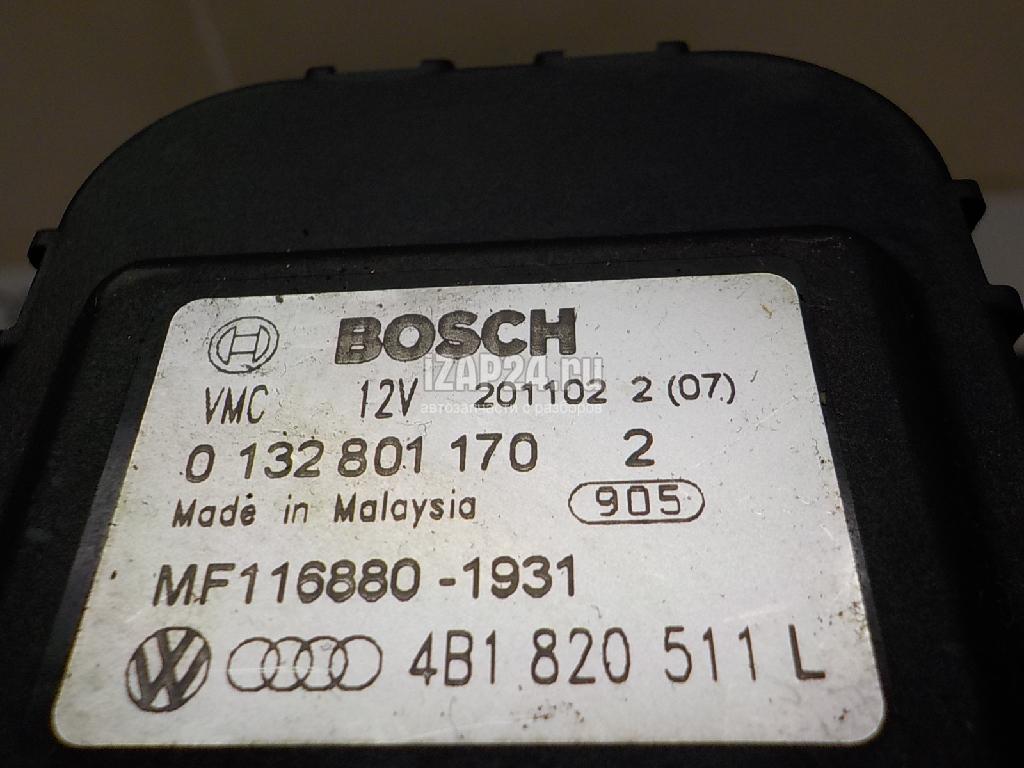 BOSCH
iZAP24.ru
VMC 12V 201102 2 (07)
автозапчасти с разборов
0 132 801 170 2
Made in Malaysia 905
MF116880-1931
4B1 820 511 L